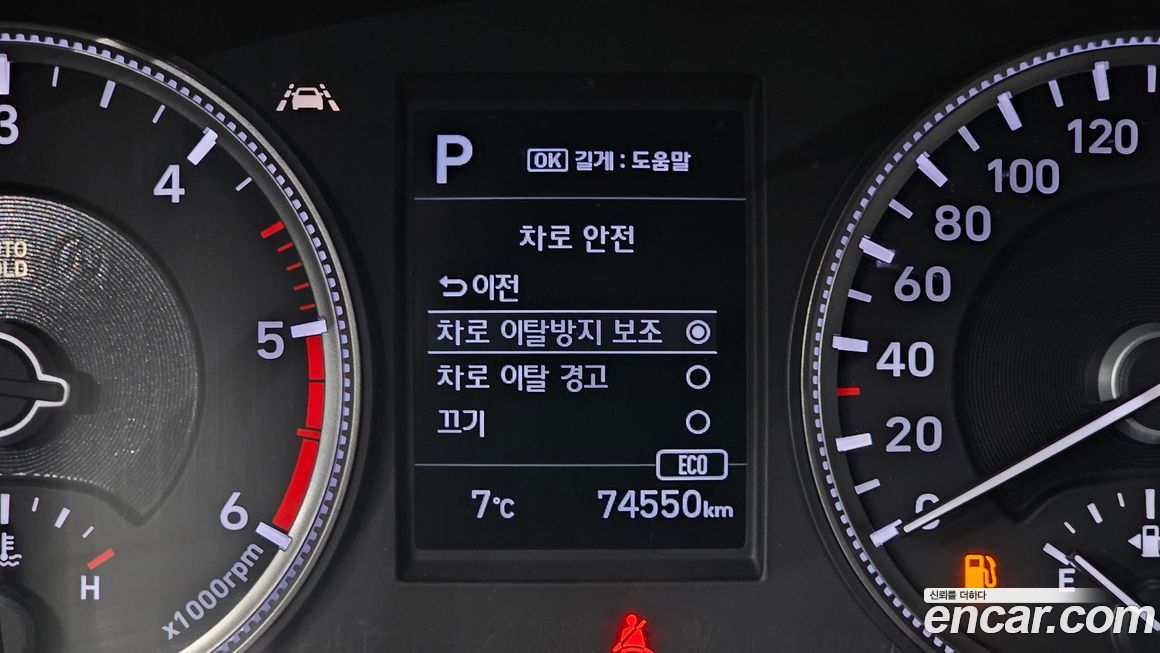 P
OK 길게 : 도움말
차로 안전
이전
차로 이탈방지 보조
차로 이탈 경고
끄기
ECO
7℃ 74550km
3
4
5
6
x1000rpm
H
120
100
80
60
40
20
0
E
신뢰를 더하다
encar.com